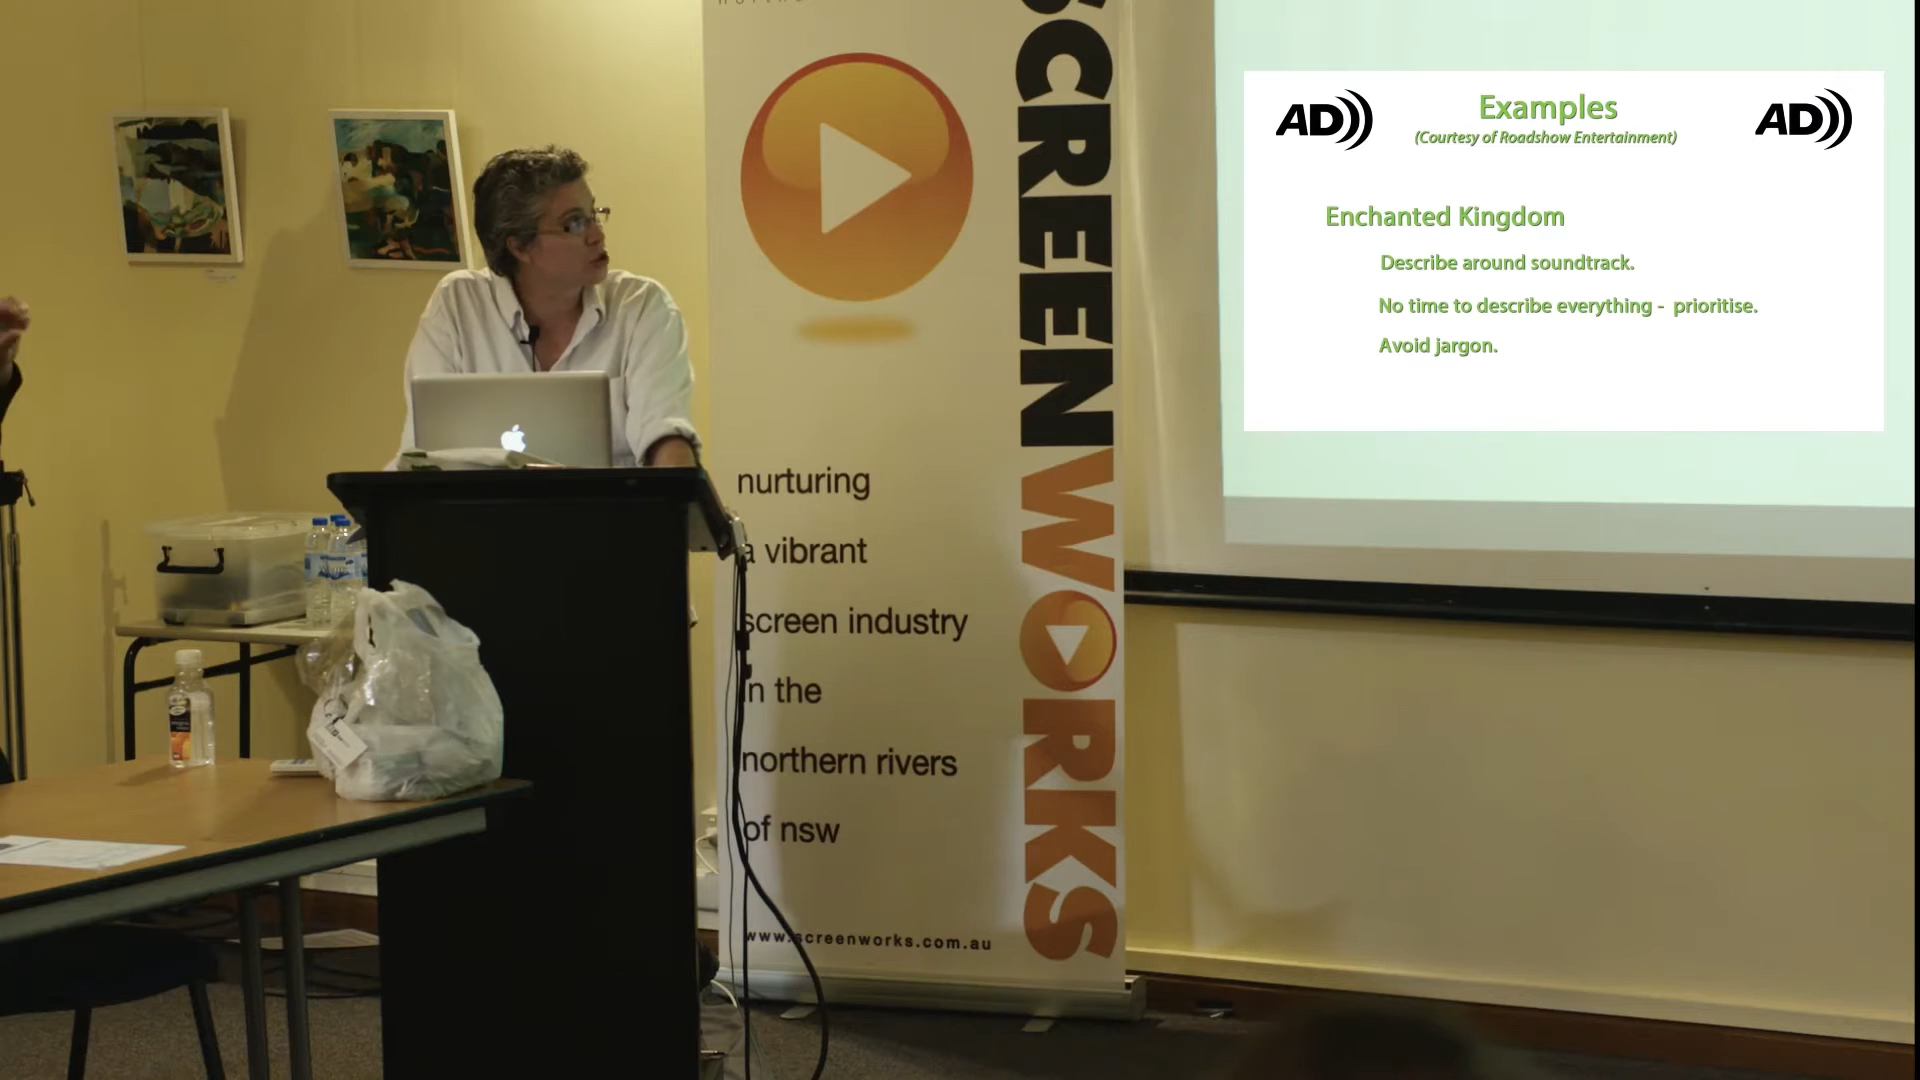 SCREENWORKS
nurturing
a vibrant
screen industry
in the
northern rivers
of nsw
www.screenworks.com.au
AD
Examples
AD
(Courtesy of Roadshow Entertainment)
Enchanted Kingdom
Describe around soundtrack.
No time to describe everything - prioritise.
Avoid jargon.